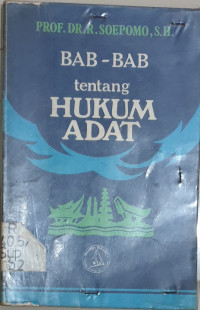 PROF. DR. R. SOEPOMO, S.H.
BAB-BAB
tentang
HUKUM
ADAT
R